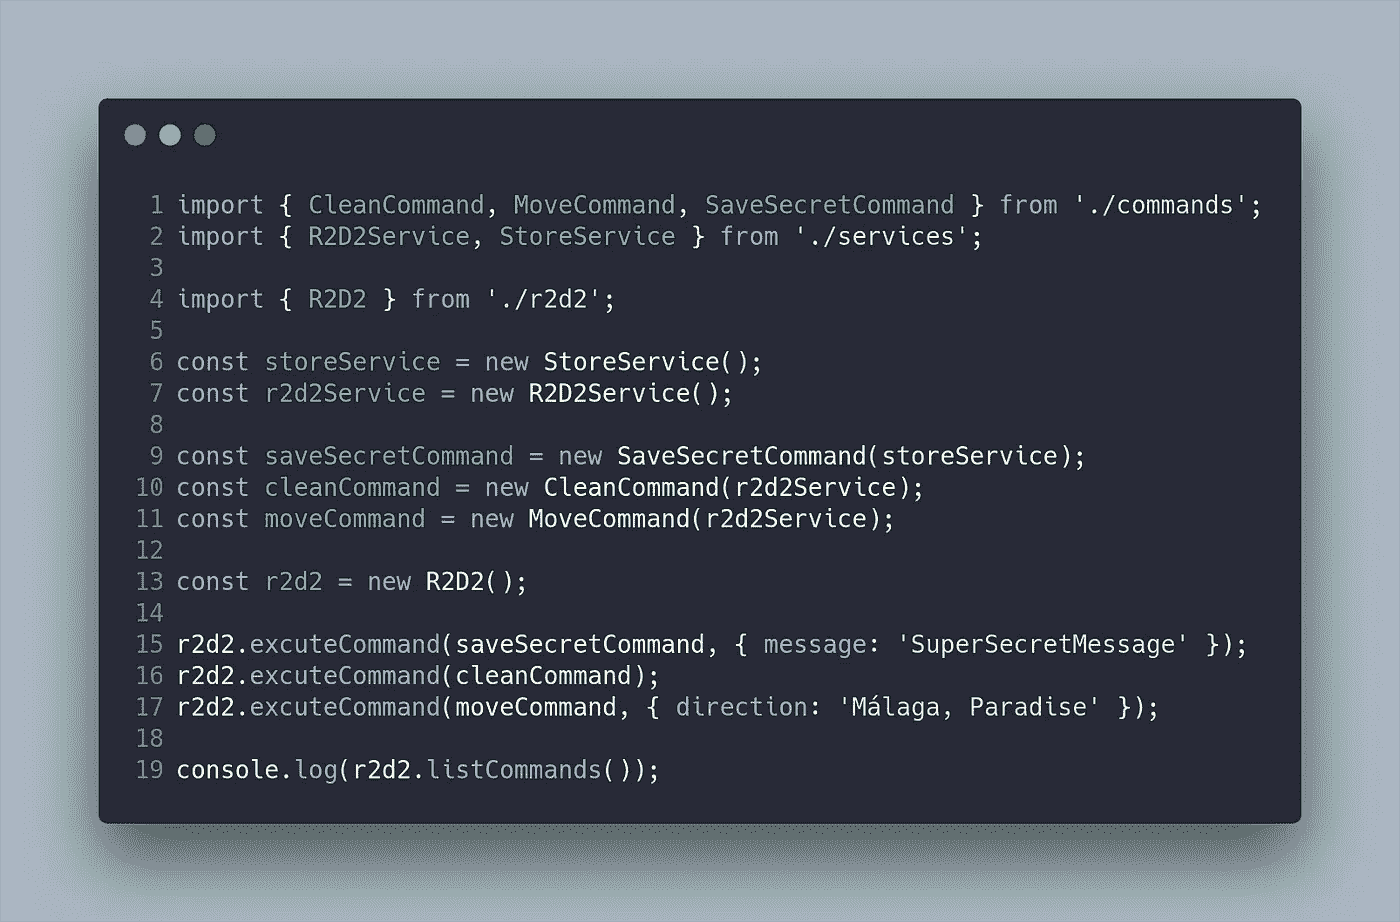 1 import { CleanCommand, MoveCommand, SaveSecretCommand } from './commands';
2 import { R2D2Service, StoreService } from './services';
3
4 import { R2D2 } from './r2d2';
5
6 const storeService = new StoreService();
7 const r2d2Service = new R2D2Service();
8
9 const saveSecretCommand = new SaveSecretCommand(storeService);
10 const cleanCommand = new CleanCommand(r2d2Service);
11 const moveCommand = new MoveCommand(r2d2Service);
12
13 const r2d2 = new R2D2();
14
15 r2d2.excuteCommand(saveSecretCommand, { message: 'SuperSecretMessage' });
16 r2d2.excuteCommand(cleanCommand);
17 r2d2.excuteCommand(moveCommand, { direction: 'Málaga, Paradise' });
18
19 console.log(r2d2.listCommands());